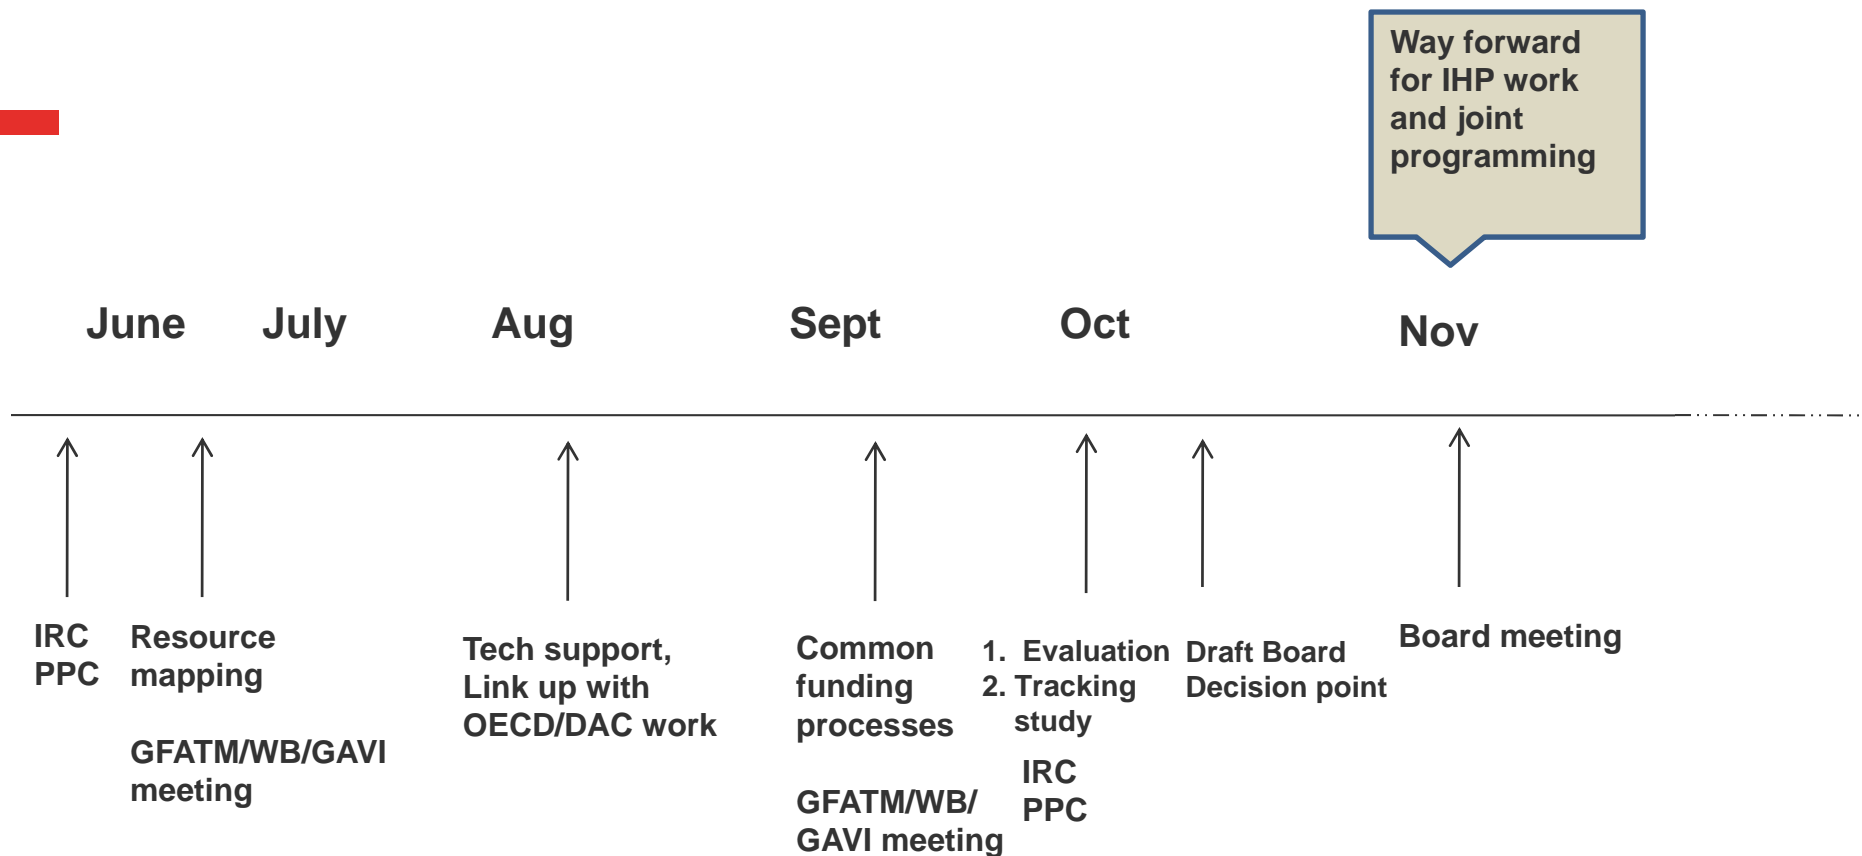 Way forward
for IHP work
and joint
programming
June
July
Aug
Sept
Oct
Nov
IRC
PPC
Resource
mapping
GFATM/WB/GAVI
meeting
Tech support,
Link up with
OECD/DAC work
Common
funding
processes
GFATM/WB/
GAVI meeting
1. Evaluation
2. Tracking
study
IRC
PPC
Draft Board
Decision point
Board meeting